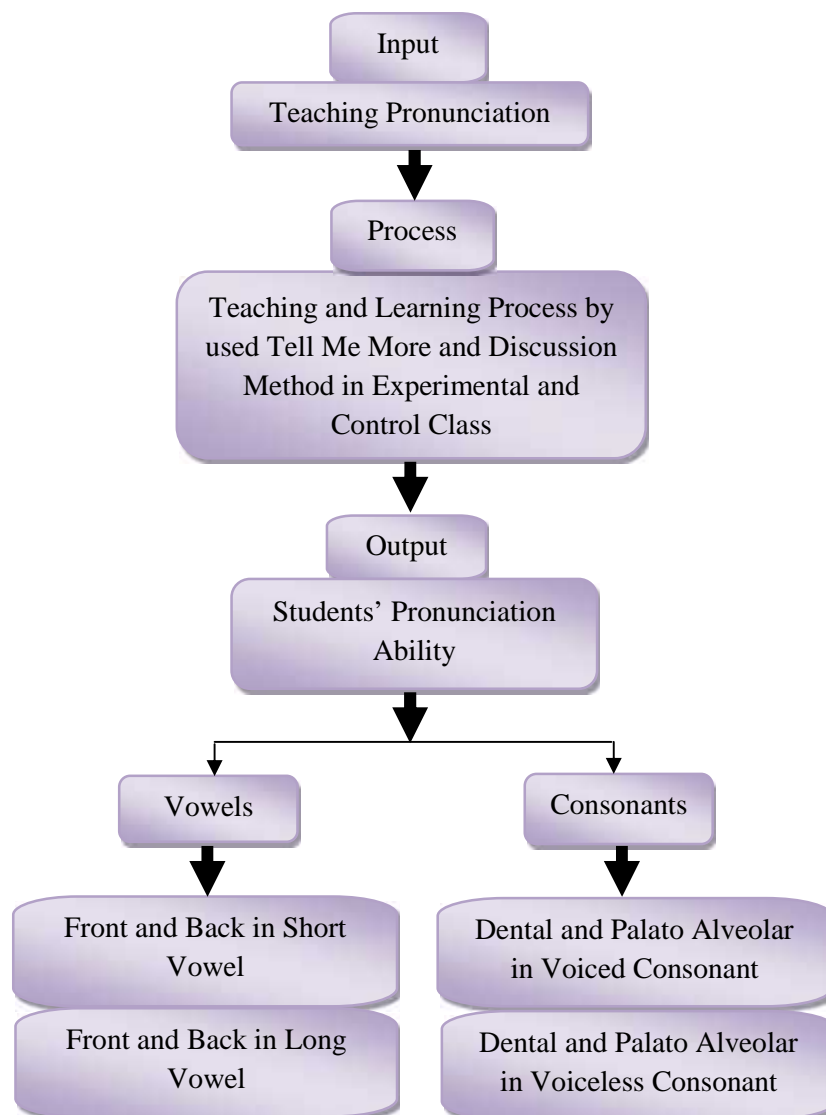 Input
Teaching Pronunciation
Process
Teaching and Learning Process by
used Tell Me More and Discussion
Method in Experimental and
Control Class
Output
Students’ Pronunciation
Ability
Vowels
Consonants
Front and Back in Short
Vowel
Front and Back in Long
Vowel
Dental and Palato Alveolar
in Voiced Consonant
Dental and Palato Alveolar
in Voiceless Consonant